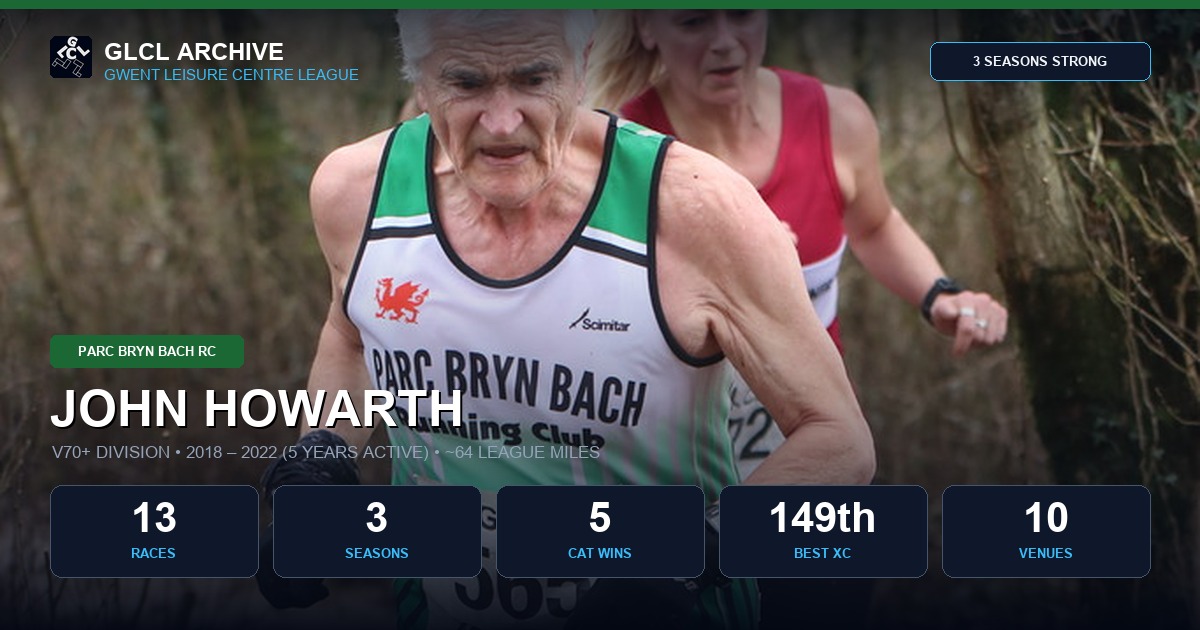 GLCL ARCHIVE
GWENT LEISURE CENTRE LEAGUE
3 SEASONS STRONG
Scimitar
PARC BRYN BACH
Running Club
PARC BRYN BACH RC
JOHN HOWARTH
V70+ DIVISION • 2018 – 2022 (5 YEARS ACTIVE) • ~64 LEAGUE MILES
13
RACES
3
SEASONS
5
CAT WINS
149th
BEST XC
10
VENUES
565